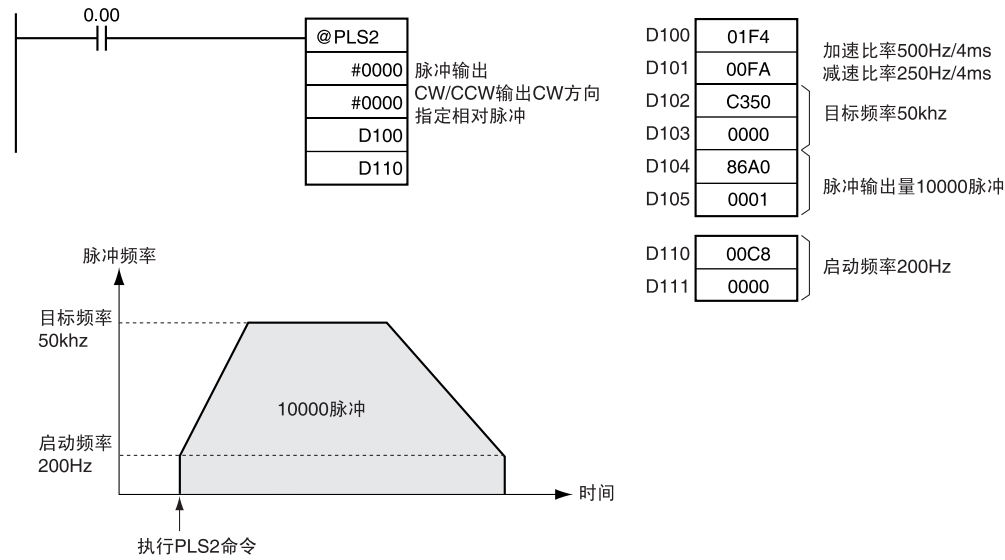 0.00
@PLS2
#0000 脉冲输出
#0000 CW/CCW输出CW方向
指定相对脉冲
D100
D110
D100 01F4
D101 00FA
加速比率500Hz/4ms
减速比率250Hz/4ms
D102 C350
D103 0000
目标频率50khz
D104 86A0
D105 0001
脉冲输出量10000脉冲
D110 00C8
D111 0000
启动频率200Hz
脉冲频率
目标频率
50khz
10000脉冲
启动频率
200Hz
时间
执行PLS2命令